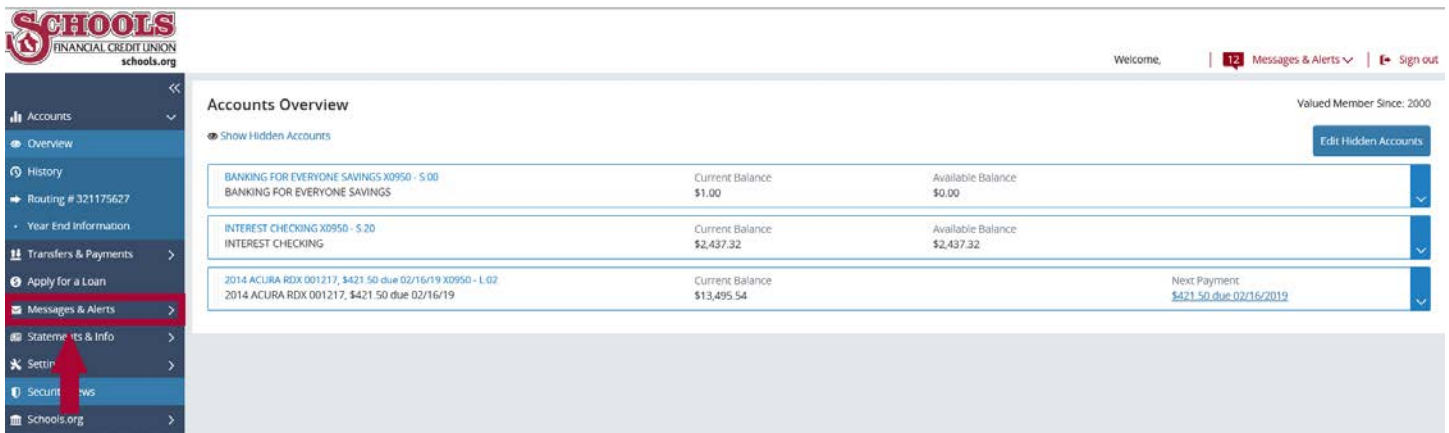 SCHOOLS
FINANCIAL CREDIT UNION
schools.org
Welcome,
12 Messages & Alerts
Sign out
Accounts
Overview
History
Routing # 321175627
Year End Information
Transfers & Payments
Apply for a Loan
Messages & Alerts
Statements & Info
Schools.org
Accounts Overview
Valued Member Since: 2000
Show Hidden Accounts
Edit Hidden Accounts
BANKING FOR EVERYONE SAVINGS X0950 - S 00
BANKING FOR EVERYONE SAVINGS
Current Balance
$1.00
Available Balance
$0.00
INTEREST CHECKING X0950 - S 20
INTEREST CHECKING
Current Balance
$2,437.32
Available Balance
$2,437.32
2014 ACURA RDX 001217, $421.50 due 02/16/19 X0950 - L 02
2014 ACURA RDX 001217, $421.50 due 02/16/19
Current Balance
$13,495.54
Next Payment
$421.50 due 02/16/2019